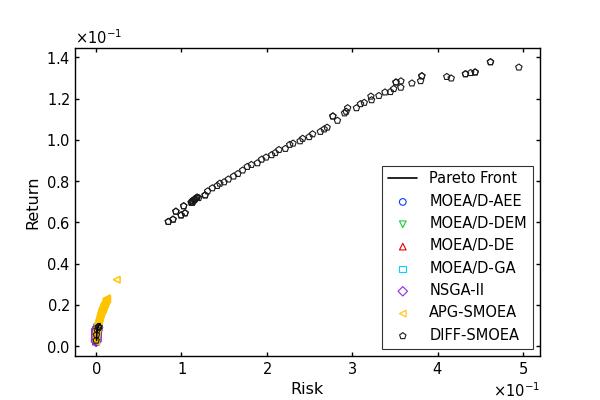 ×10⁻¹
1.4
1.2
1.0
0.8
0.6
0.4
0.2
0.0
Return
Pareto Front
MOEA/D-AEE
MOEA/D-DEM
MOEA/D-DE
MOEA/D-GA
NSGA-II
APG-SMOEA
DIFF-SMOEA
0 1 2 3 4 5
Risk
×10⁻¹